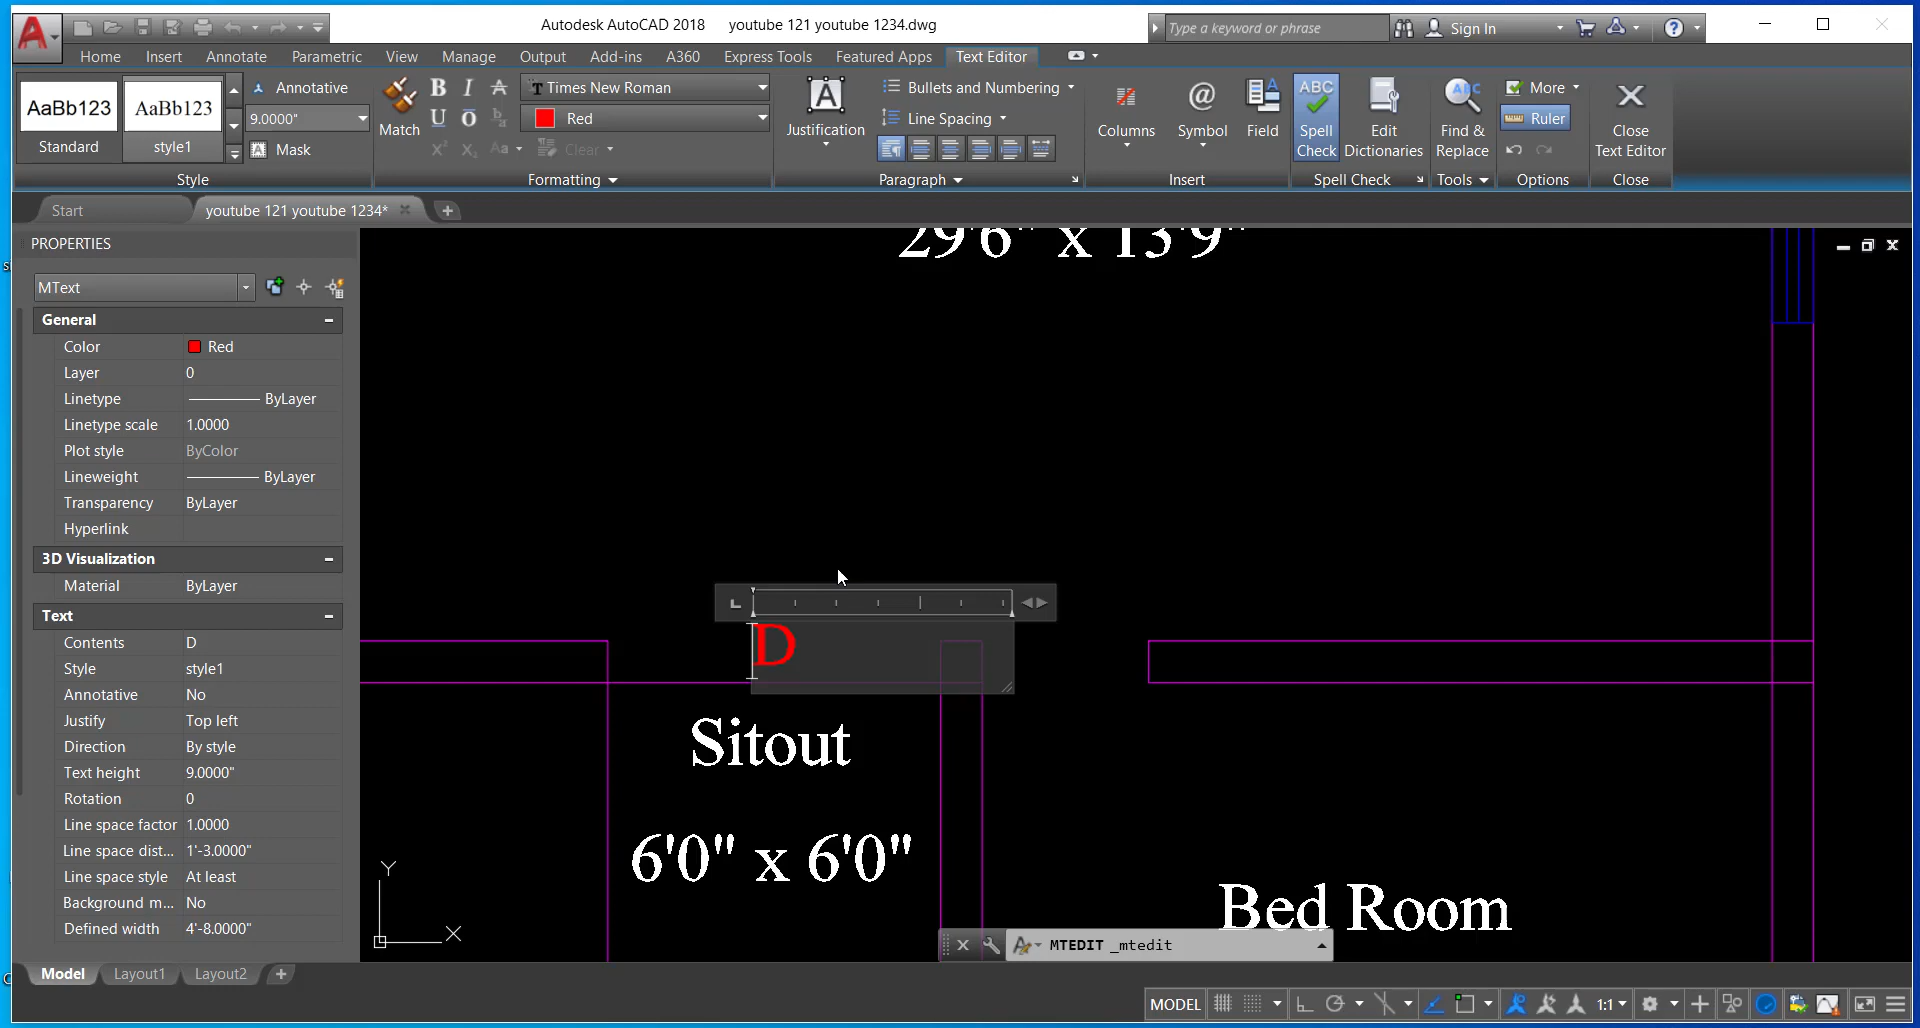 Autodesk AutoCAD 2018 youtube 121 youtube 1234.dwg
Type a keyword or phrase
Sign In
Home Insert Annotate Parametric View Manage Output Add-ins A360 Express Tools Featured Apps Text Editor
AaBb123 AaBb123
Standard style1
Annotative
9.0000"
Mask
Style
Match
B I A
U O
Times New Roman
Red
Aa Clear
Formatting
A
Justification
Bullets and Numbering
Line Spacing
Paragraph
Columns
@
Symbol
Field
Insert
ABC
Spell
Check
Edit
Dictionaries
Spell Check
ABC
Find &
Replace
Tools
More
Ruler
Options
Close
Text Editor
Close
Start youtube 121 youtube 1234*
PROPERTIES
MText
General
Color Red
Layer 0
Linetype ByLayer
Linetype scale 1.0000
Plot style ByColor
Lineweight ByLayer
Transparency ByLayer
Hyperlink
3D Visualization
Material ByLayer
Text
Contents D
Style style1
Annotative No
Justify Top left
Direction By style
Text height 9.0000"
Rotation 0
Line space factor 1.0000
Line space dist... 1'-3.0000"
Line space style At least
Background m... No
Defined width 4'-8.0000"
29'6" x 13'9"
D
Sitout
6'0" x 6'0"
Bed Room
Y
X
MTEDIT _mtedit
Model Layout1 Layout2
MODEL 1:1